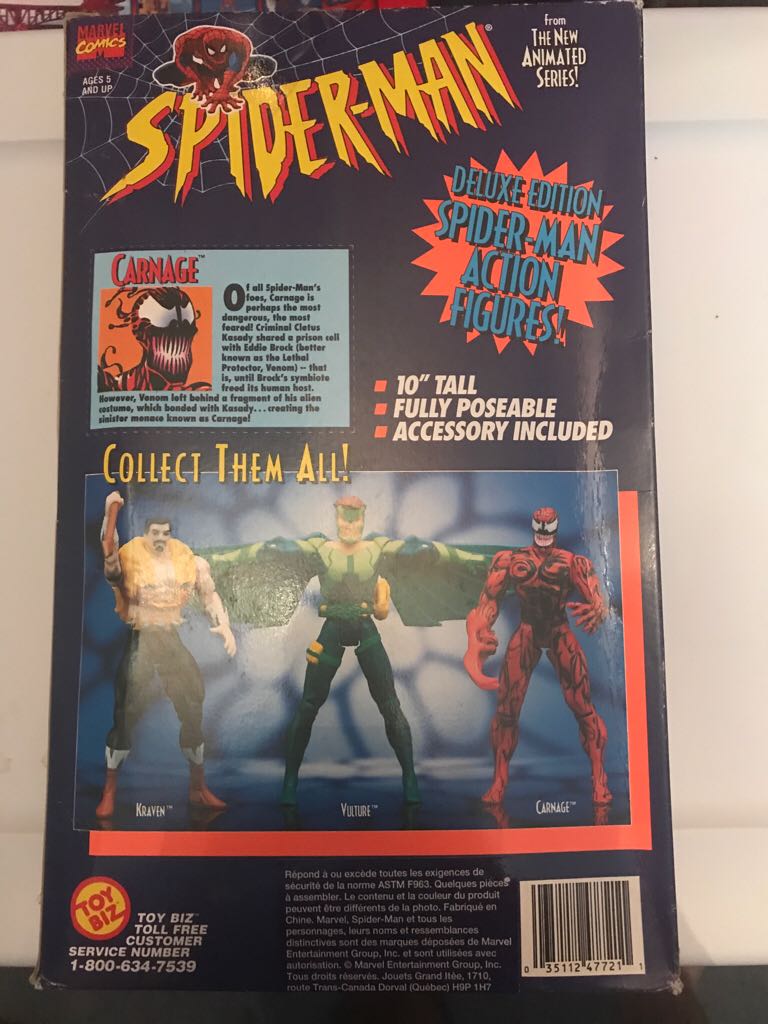 MARVEL
COMICS
AGES 5
AND UP
SPIDER-MAN®
from
THE NEW
ANIMATED
SERIES!
DELUXE EDITION
SPIDER-MAN
ACTION
FIGURES!
CARNAGE™
Of all Spider-Man's
foes, Carnage is
perhaps the most
dangerous, the most
feared! Criminal Cletus
Kasady shared a prison cell
with Eddie Brock (better
known as the Lethal
Protector, Venom) -- that
is, until Brock's symbiote
freed its human host.
However, Venom left behind a fragment of his alien
costume, which bonded with Kasady...creating the
sinister menace known as Carnage!
10" TALL
FULLY POSEABLE
ACCESSORY INCLUDED
COLLECT THEM ALL!
KRAVEN™
VULTURE™
CARNAGE™
TOY
BIZ
TOY BIZ™
TOLL FREE
CUSTOMER
SERVICE NUMBER
1-800-634-7539
Répond à ou excède toutes les exigences de
sécurité de la norme ASTM F963. Quelques pièces
à assembler. Le contenu et la couleur du produit
peuvent être différents de la photo. Fabriqué en
Chine. Marvel, Spider-Man et tous les
personnages, leurs noms et ressemblances
distinctives sont des marques déposées de Marvel
Entertainment Group, Inc. et sont utilisées avec
autorisation. © Marvel Entertainment Group, Inc.
Tous droits réservés. Jouets Grand Itée, 1710,
route Trans-Canada Dorval (Québec) H9P 1H7
0 35112 47721 1